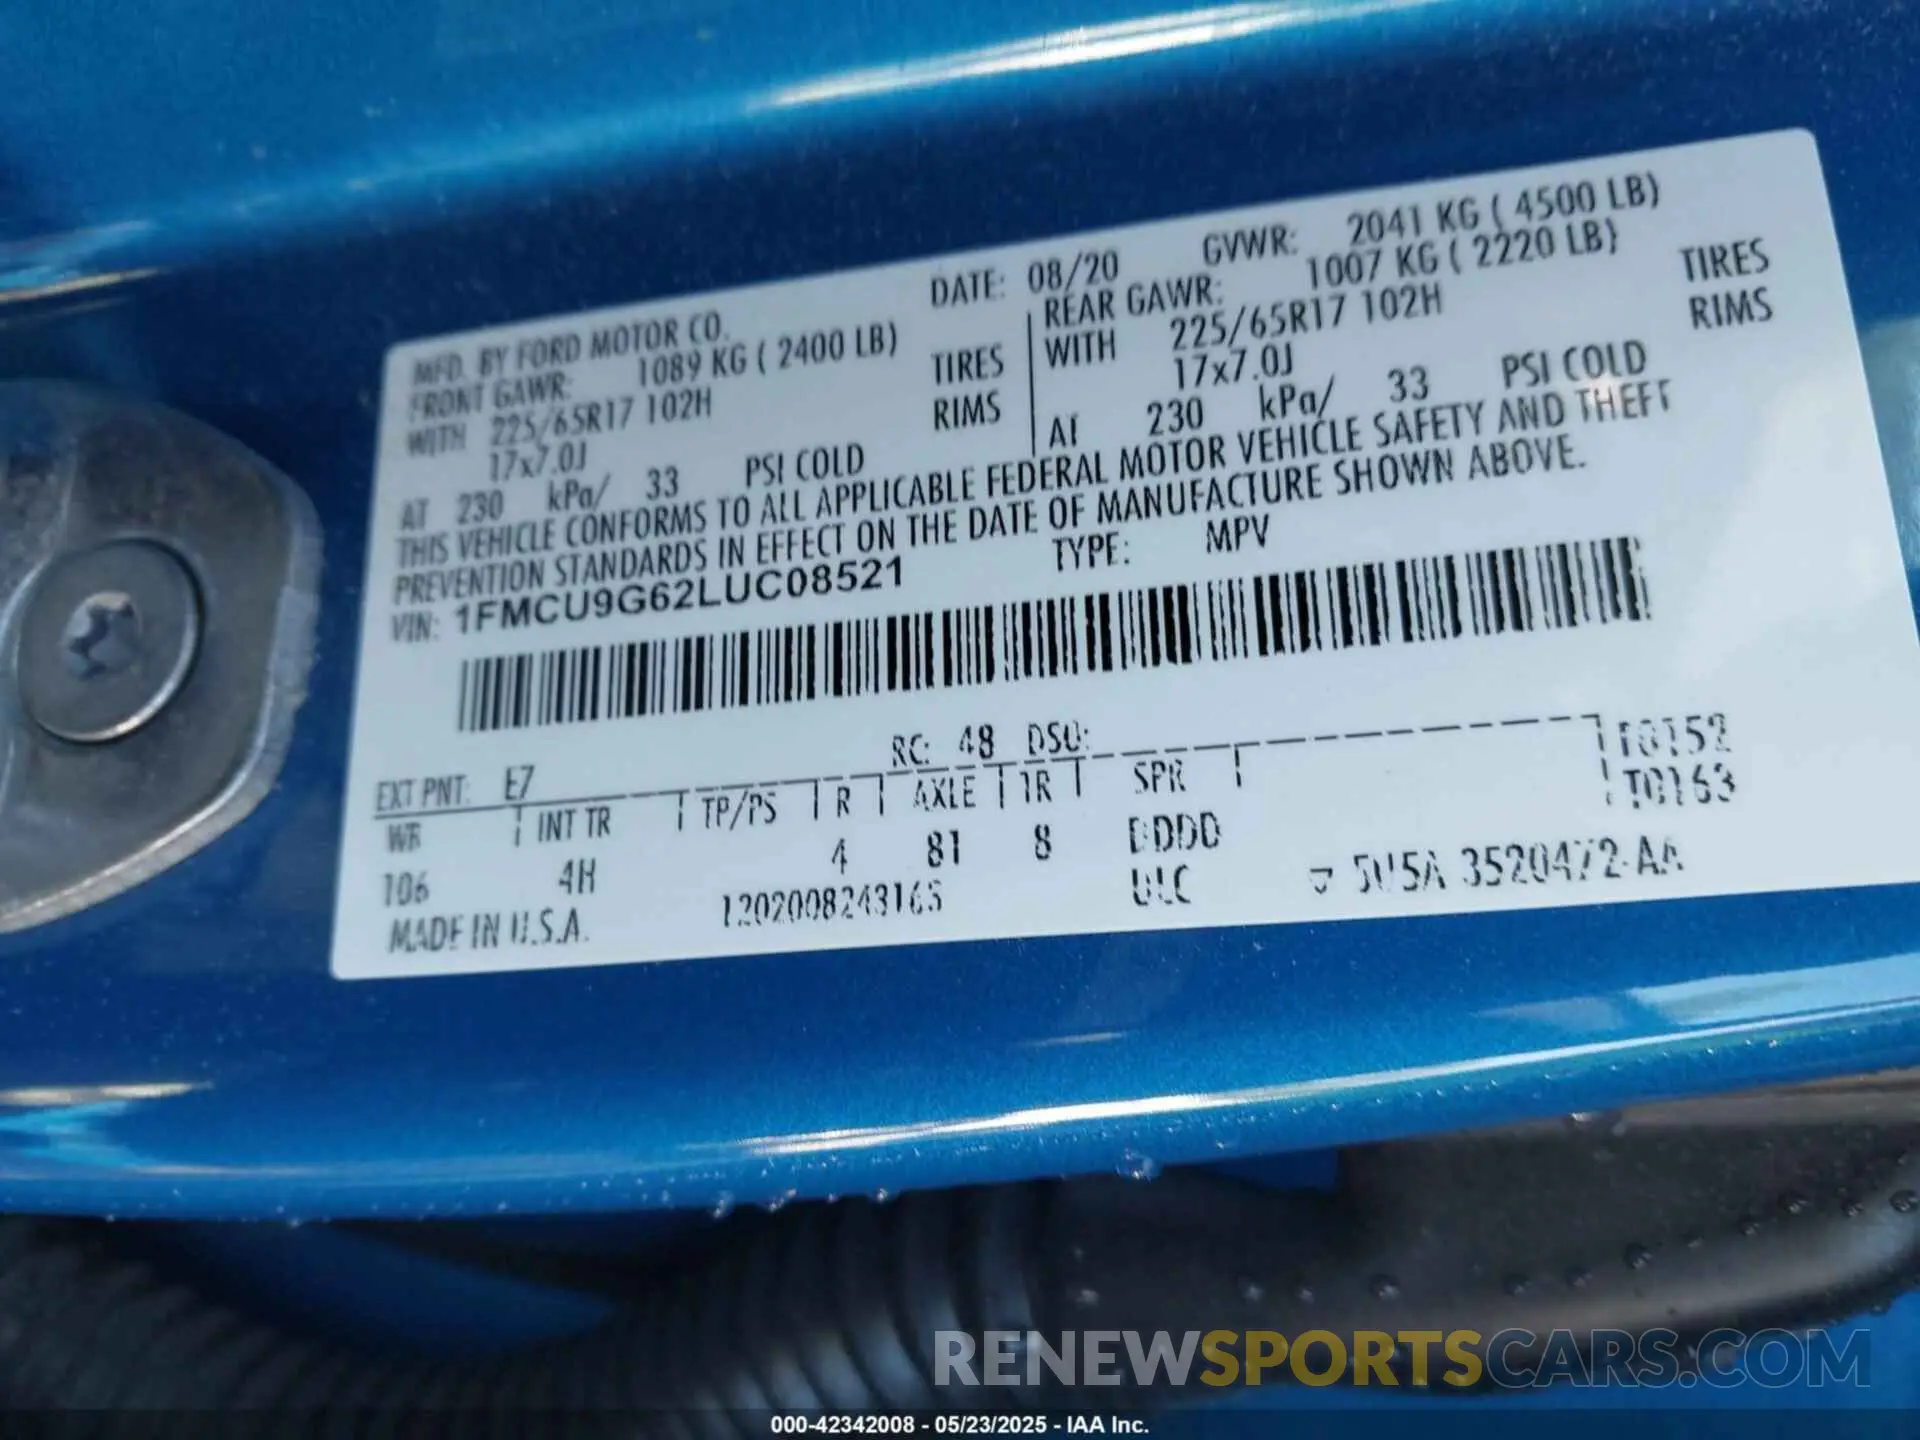 MFD. BY FORD MOTOR CO. DATE: 08/20 GVWR: 2041 KG ( 4500 LB)
FRONT GAWR: 1089 KG ( 2400 LB) REAR GAWR: 1007 KG ( 2220 LB)
WITH 225/65R17 102H TIRES WITH 225/65R17 102H TIRES
17x7.0J RIMS 17x7.0J RIMS
AT 230 kPa/ 33 PSI COLD AT 230 kPa/ 33 PSI COLD
THIS VEHICLE CONFORMS TO ALL APPLICABLE FEDERAL MOTOR VEHICLE SAFETY AND THEFT
PREVENTION STANDARDS IN EFFECT ON THE DATE OF MANUFACTURE SHOWN ABOVE.
VIN: 1FMCU9G62LUC08521 TYPE: MPV
EXT PNT: E7 RC: 48 DSO:
WB INT TR TP/PS R AXLE TR SPR T0152
106 4H 4 81 8 DDDD T0163
MADE IN U.S.A. 1202008243163 ULC 5U5A 3520472-AA
RENEWSPORTSCARS.COM
000-42342008 - 05/23/2025 - IAA Inc.